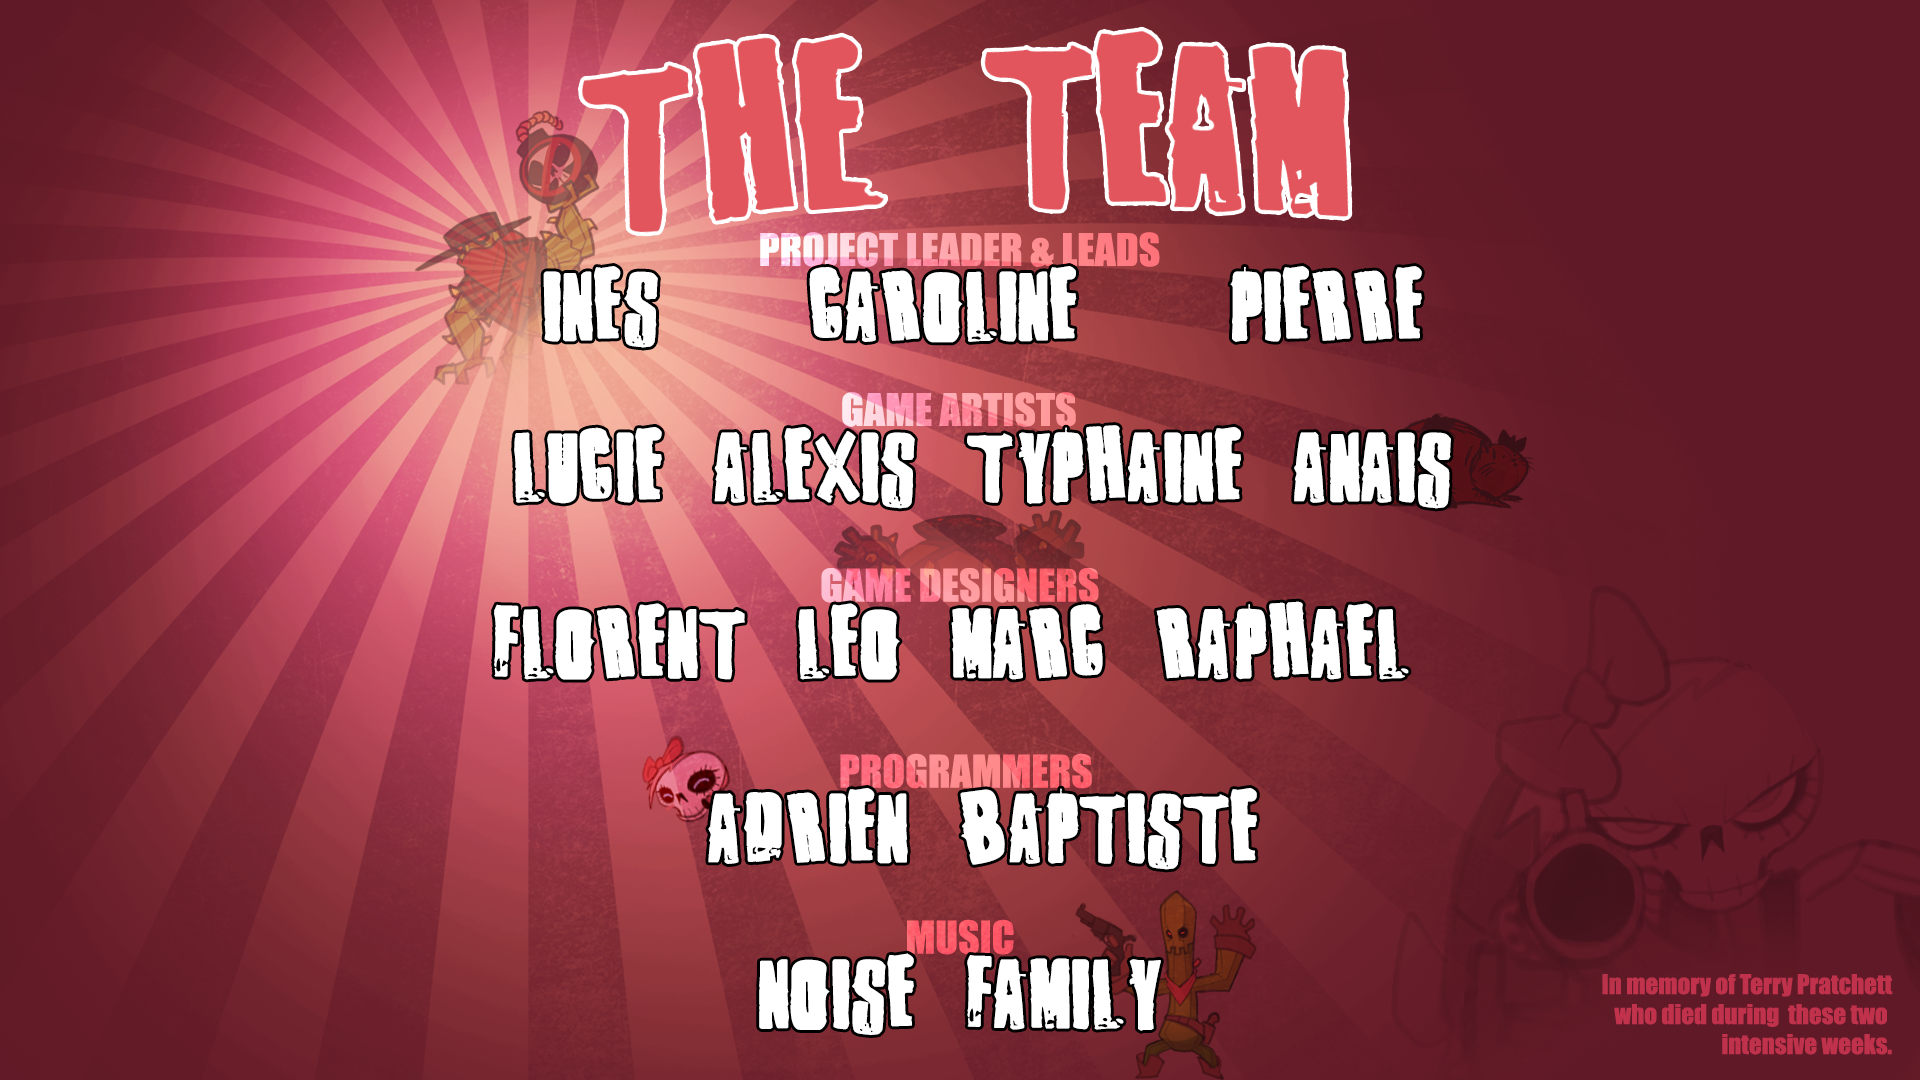 THE TEAM
PROJECT LEADER & LEADS
INES CAROLINE PIERRE
GAME ARTISTS
LUCIE ALEXIS TYPHAINE ANAIS
GAME DESIGNERS
FLORENT LEO MARC RAPHAEL
PROGRAMMERS
ADRIEN BAPTISTE
MUSIC
NOISE FAMILY
In memory of Terry Pratchett
who died during these two
intensive weeks.